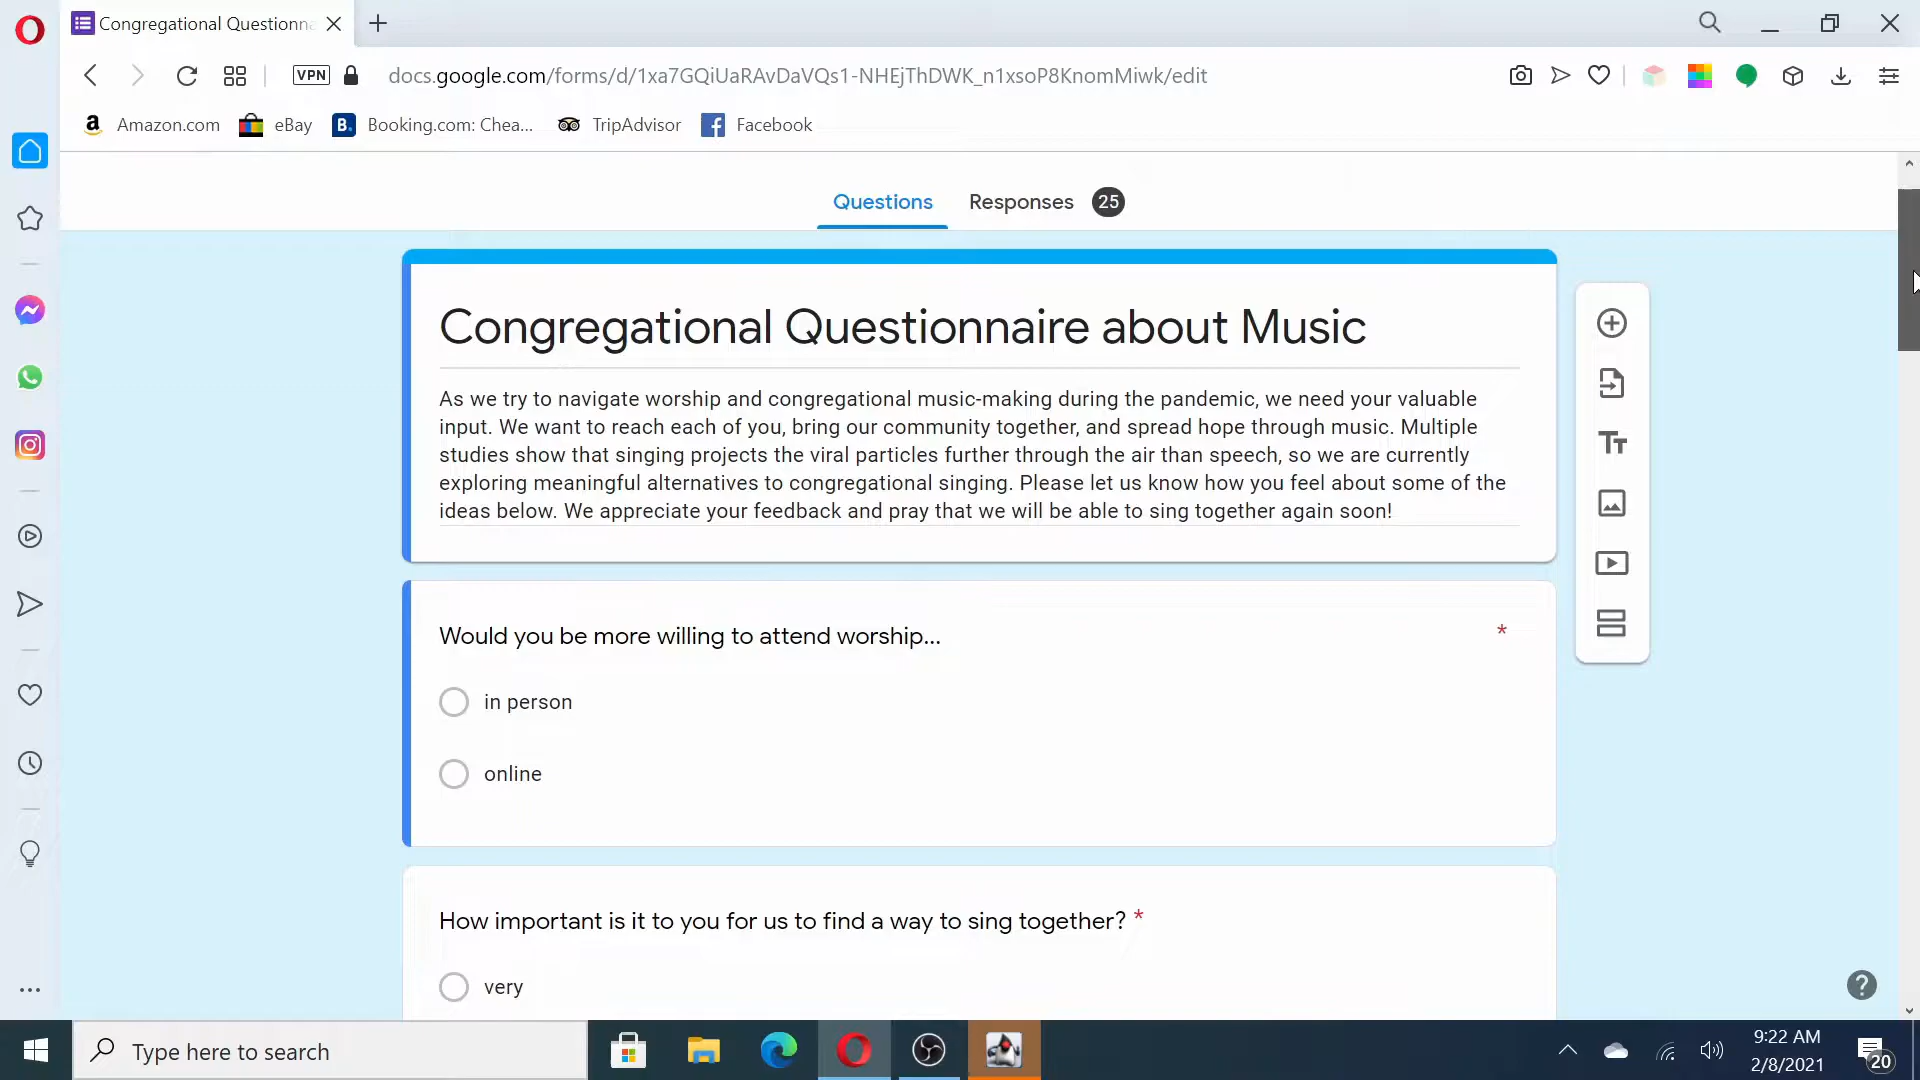 Congregational Questionna
VPN
docs.google.com/forms/d/1xa7GQiUaRAvDaVQs1-NHEjThDWK_n1xsoP8KnomMiwk/edit
a Amazon.com eBay B. Booking.com: Chea... TripAdvisor Facebook
Questions Responses 25
Congregational Questionnaire about Music
As we try to navigate worship and congregational music-making during the pandemic, we need your valuable
input. We want to reach each of you, bring our community together, and spread hope through music. Multiple
studies show that singing projects the viral particles further through the air than speech, so we are currently
exploring meaningful alternatives to congregational singing. Please let us know how you feel about some of the
ideas below. We appreciate your feedback and pray that we will be able to sing together again soon!
Would you be more willing to attend worship... *
in person
online
How important is it to you for us to find a way to sing together? *
very
Type here to search
9:22 AM
2/8/2021
20